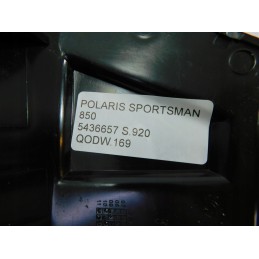 POLARIS SPORTSMAN
850
5436657 S.920
QODW.169